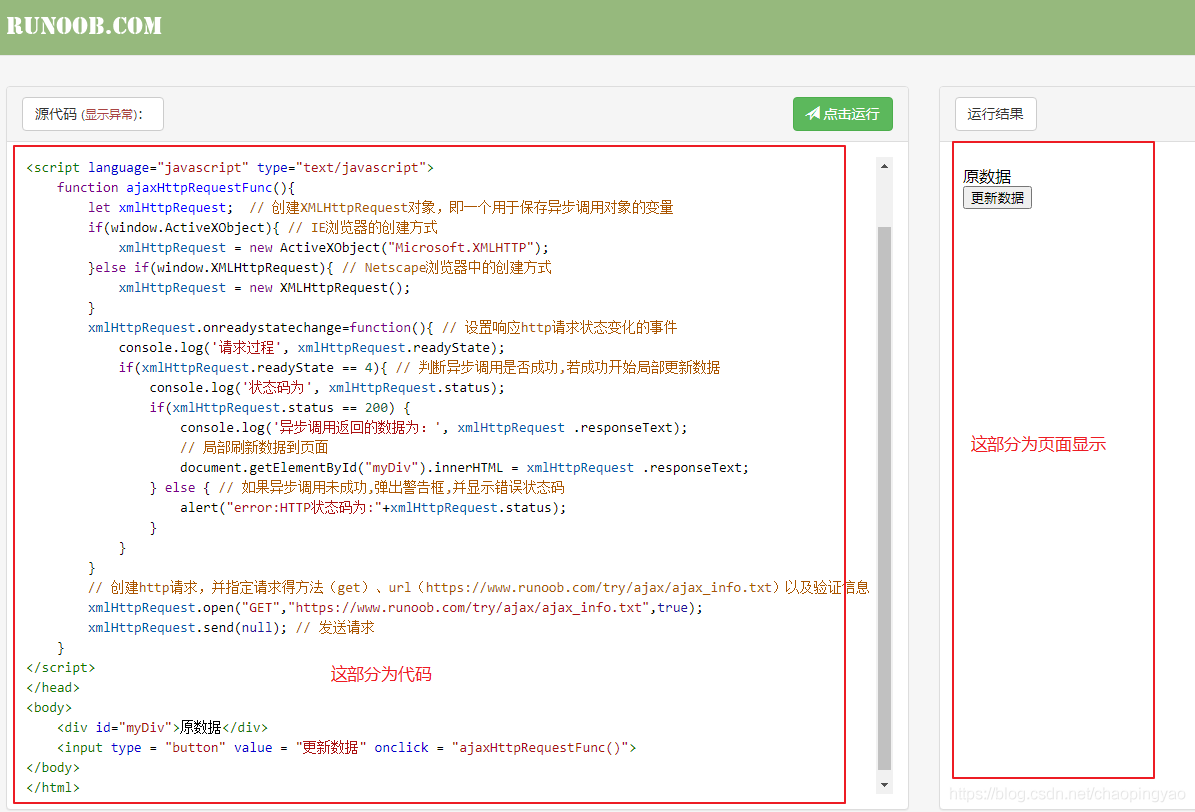 RUNOOB.COM
源代码 (显示异常)：
点击运行
运行结果
<script language="javascript" type="text/javascript">
function ajaxHttpRequestFunc(){
let xmlHttpRequest;  // 创建XMLHttpRequest对象，即一个用于保存异步调用对象的变量
if(window.ActiveXObject){ // IE浏览器的创建方式
xmlHttpRequest = new ActiveXObject("Microsoft.XMLHTTP");
}else if(window.XMLHttpRequest){ // Netscape浏览器中的创建方式
xmlHttpRequest = new XMLHttpRequest();
}
xmlHttpRequest.onreadystatechange=function(){ // 设置响应http请求状态变化的事件
console.log('请求过程', xmlHttpRequest.readyState);
if(xmlHttpRequest.readyState == 4){ // 判断异步调用是否成功,若成功开始局部更新数据
console.log('状态码为', xmlHttpRequest.status);
if(xmlHttpRequest.status == 200) {
console.log('异步调用返回的数据为：', xmlHttpRequest .responseText);
// 局部刷新数据到页面
document.getElementById("myDiv").innerHTML = xmlHttpRequest .responseText;
} else { // 如果异步调用未成功,弹出警告框,并显示错误状态码
alert("error:HTTP状态码为:"+xmlHttpRequest.status);
}
}
}
// 创建http请求，并指定请求得方法（get）、url（https://www.runoob.com/try/ajax/ajax_info.txt）以及验证信息
xmlHttpRequest.open("GET","https://www.runoob.com/try/ajax/ajax_info.txt",true);
xmlHttpRequest.send(null); // 发送请求
}
</script>
这部分为代码
</head>
<body>
<div id="myDiv">原数据</div>
<input type = "button" value = "更新数据" onclick = "ajaxHttpRequestFunc()">
</body>
</html>
原数据
更新数据
这部分为页面显示
https://blog.csdn.net/chaopingyao